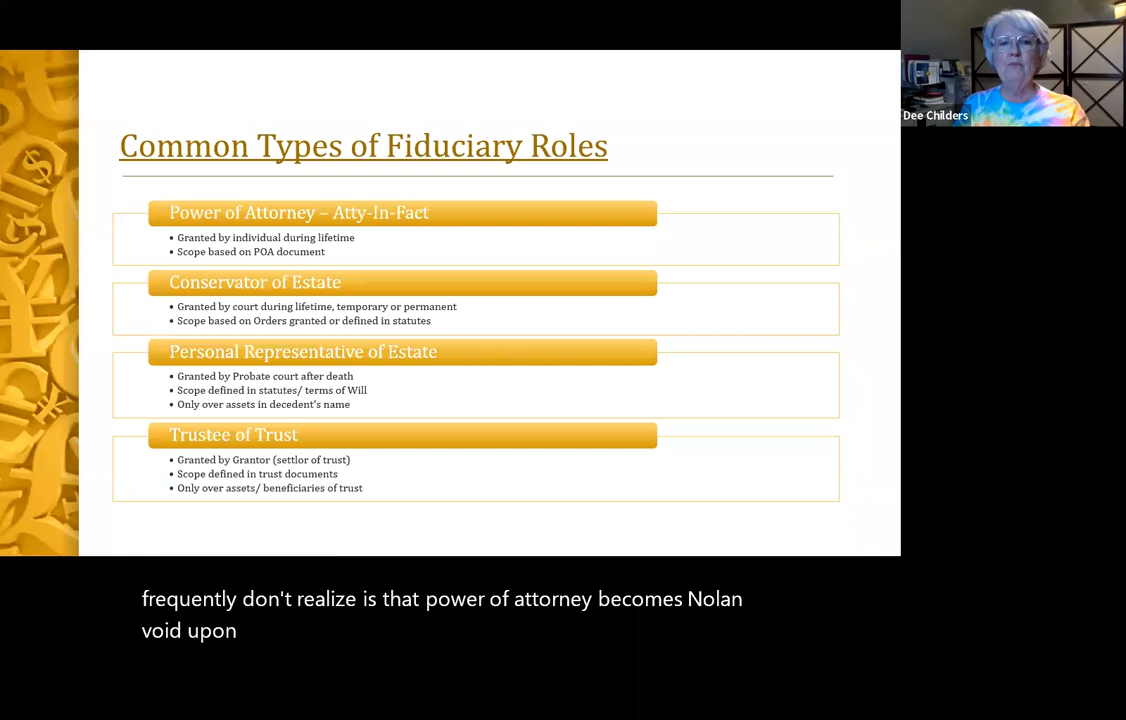 Dee Childers
Common Types of Fiduciary Roles
Power of Attorney – Atty-In-Fact
• Granted by individual during lifetime
• Scope based on POA document
Conservator of Estate
• Granted by court during lifetime, temporary or permanent
• Scope based on Orders granted or defined in statutes
Personal Representative of Estate
• Granted by Probate court after death
• Scope defined in statutes/ terms of Will
• Only over assets in decedent's name
Trustee of Trust
• Granted by Grantor (settlor of trust)
• Scope defined in trust documents
• Only over assets/ beneficiaries of trust
frequently don't realize is that power of attorney becomes Nolan
void upon